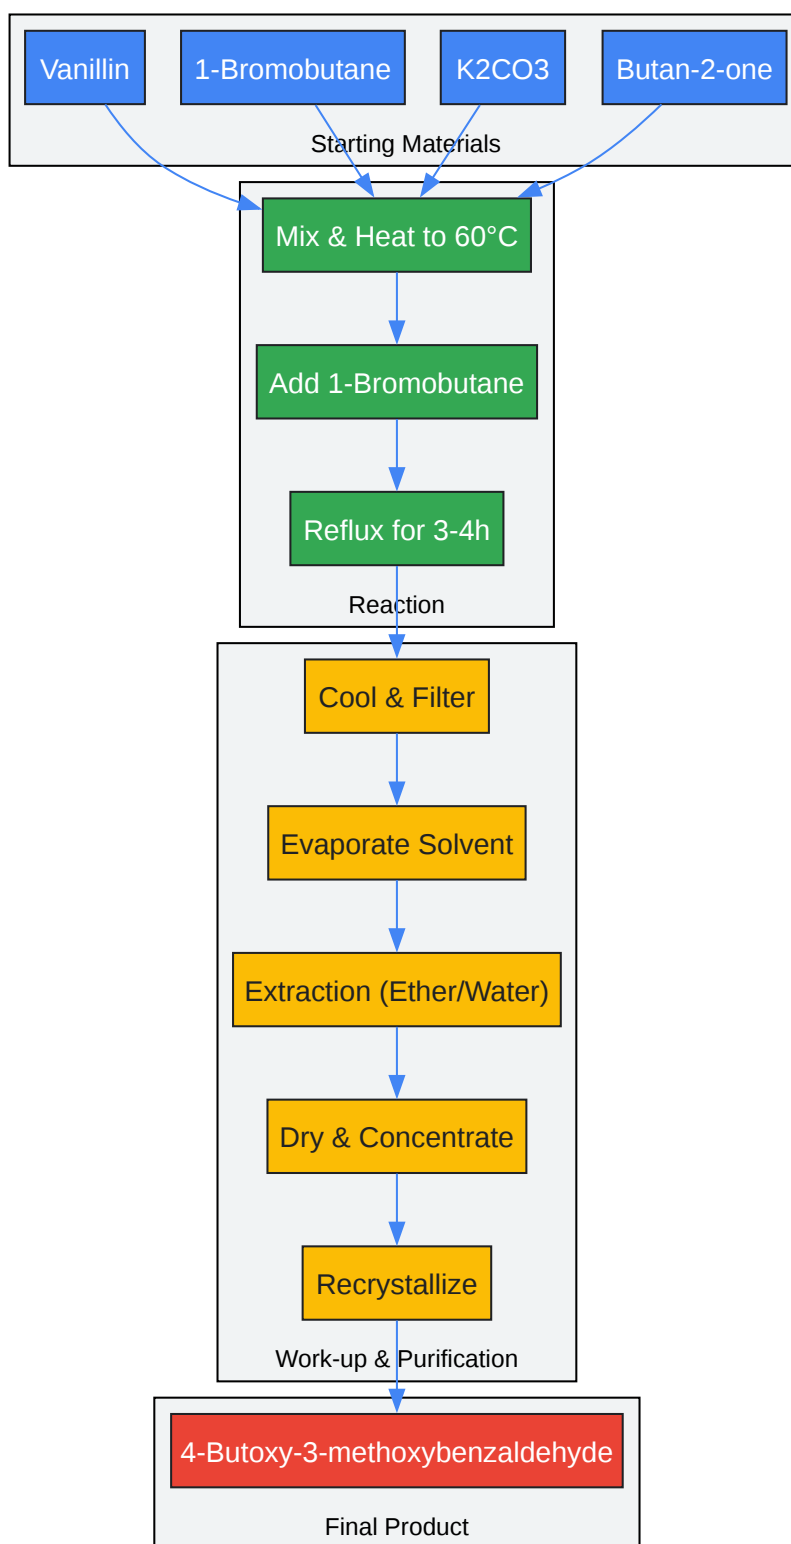 Vanillin
1-Bromobutane
K2CO3
Butan-2-one
Starting Materials
Mix & Heat to 60°C
Add 1-Bromobutane
Reflux for 3-4h
Reaction
Cool & Filter
Evaporate Solvent
Extraction (Ether/Water)
Dry & Concentrate
Recrystallize
Work-up & Purification
4-Butoxy-3-methoxybenzaldehyde
Final Product